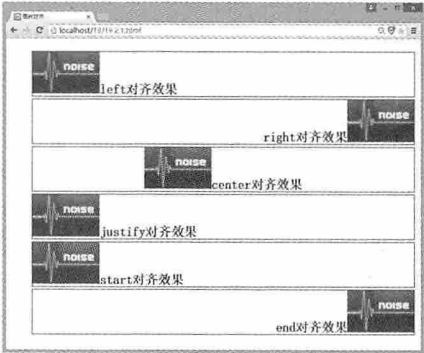 noise
left对齐效果
right对齐效果 noise
noise
center对齐效果
noise
justify对齐效果
noise
start对齐效果
end对齐效果 noise